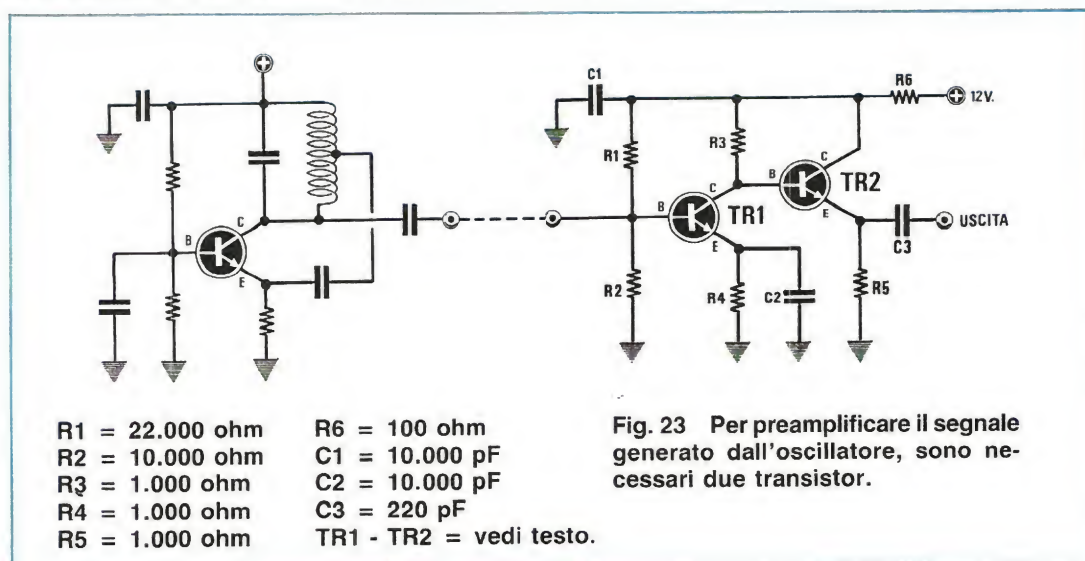 C
B
E
C1
R6
12V.
R1
R3
C
B
TR2
C
B
TR1
E
E
USCITA
C3
R2
R4
C2
R5
R1 = 22.000 ohm
R2 = 10.000 ohm
R3 = 1.000 ohm
R4 = 1.000 ohm
R5 = 1.000 ohm
R6 = 100 ohm
C1 = 10.000 pF
C2 = 10.000 pF
C3 = 220 pF
TR1 - TR2 = vedi testo.
Fig. 23 Per preamplificare il segnale
generato dall'oscillatore, sono ne-
cessari due transistor.